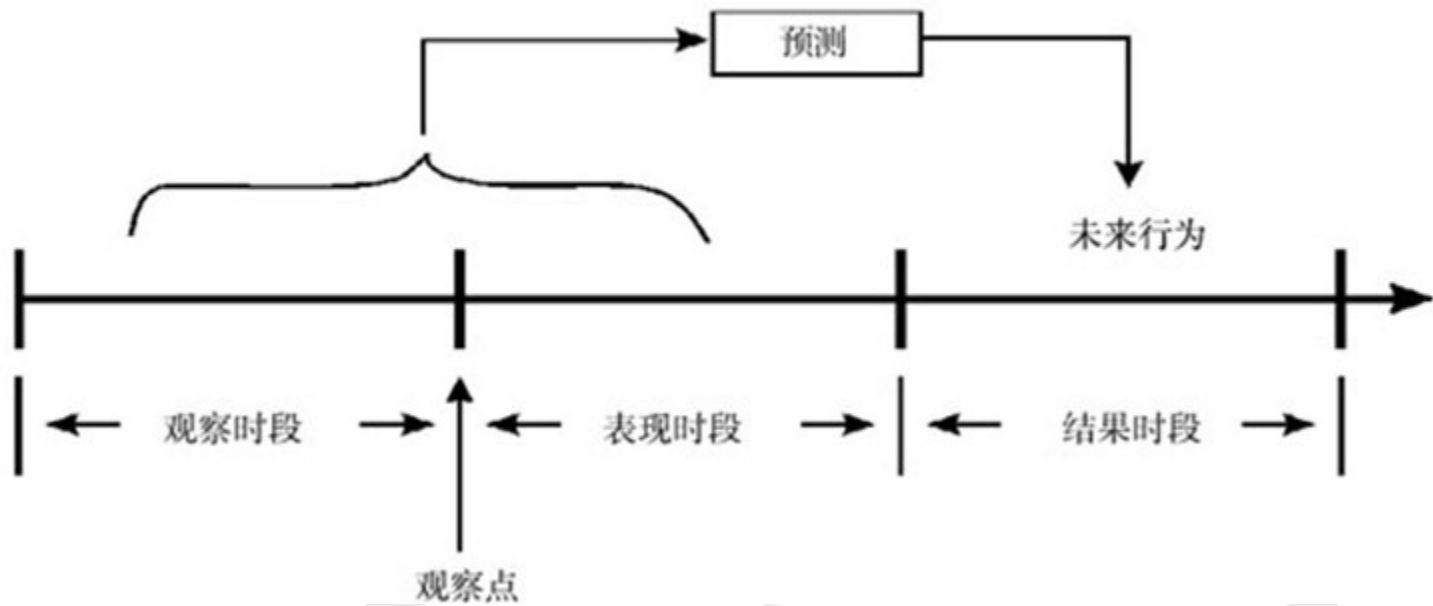 预测
未来行为
观察时段
表现时段
结果时段
观察点